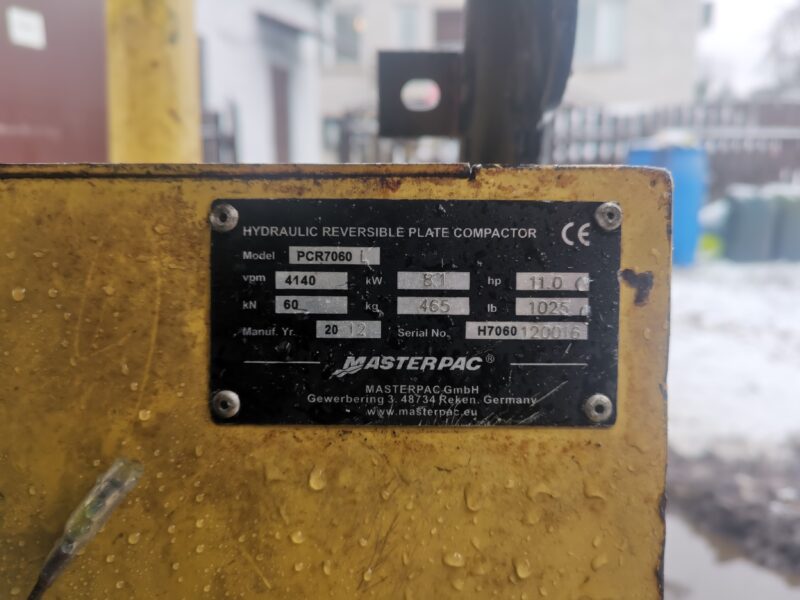 HYDRAULIC REVERSIBLE PLATE COMPACTOR CE
Model PCR7060 L
vpm 4140 kW 8.1 hp 11.0
kN 60 kg 465 lb 1025
Manuf. Yr. 2012 Serial No. H7060120016
MASTERPAC®
MASTERPAC GmbH
Gewerbering 3. 48734 Reken. Germany
www.masterpac.eu